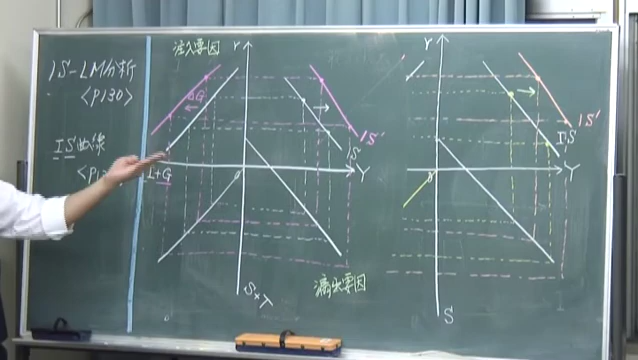 IS-LM分析
<P130>
IS曲線
注入要因
r
ΔG
IS'
IS
Y
I+G
0
S+T
漏出要因
r
IS'
IS
Y
S